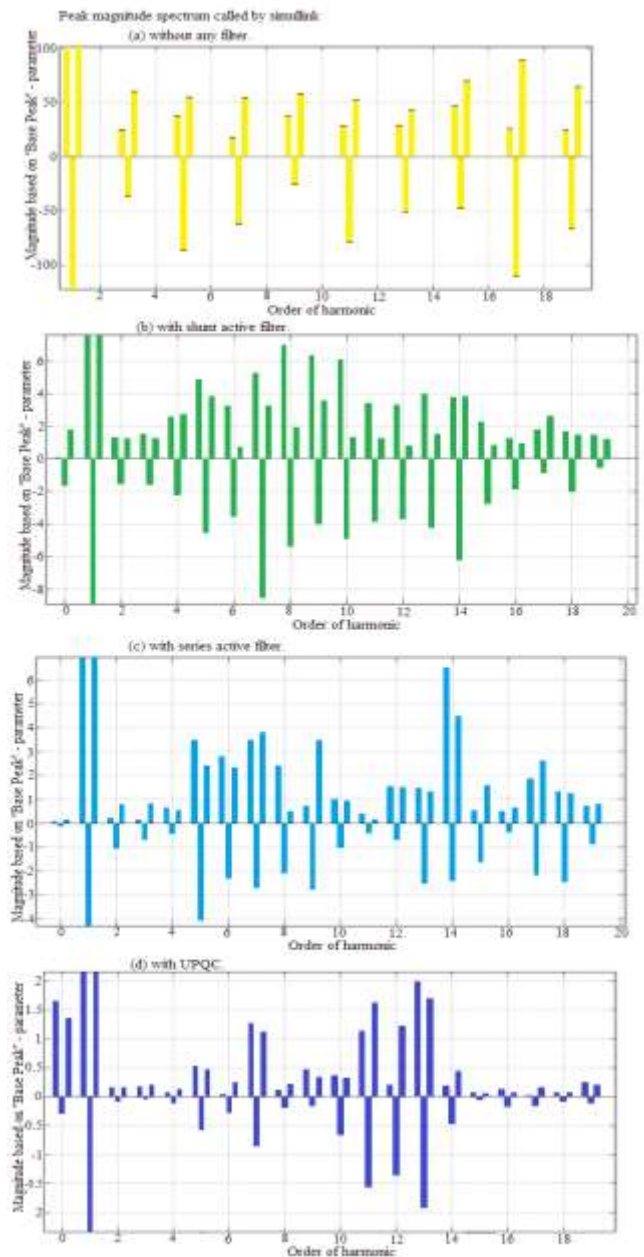 Peak magnitude spectrum called by simullink
(a) without any filter.
Magnitude based on "Base Peak" - parameter
100
50
0
-50
-100
2 4 6 8 10 12 14 16 18
Order of harmonic
(b) with shunt active filter.
Magnitude based on "Base Peak" - parameter
6
4
2
0
-2
-4
-6
-8
0 2 4 6 8 10 12 14 16 18 20
Order of harmonic
(c) with series active filter.
Magnitude based on "Base Peak" - parameter
6
5
4
3
2
1
0
-1
-2
-3
-4
0 2 4 6 8 10 12 14 16 18 20
Order of harmonic
(d) with UPQC.
Magnitude based on "Base Peak" - parameter
2
1.5
1
0.5
0
0.5
-1
1.5
2
0 2 4 6 8 10 12 14 16 18 20
Order of harmonic